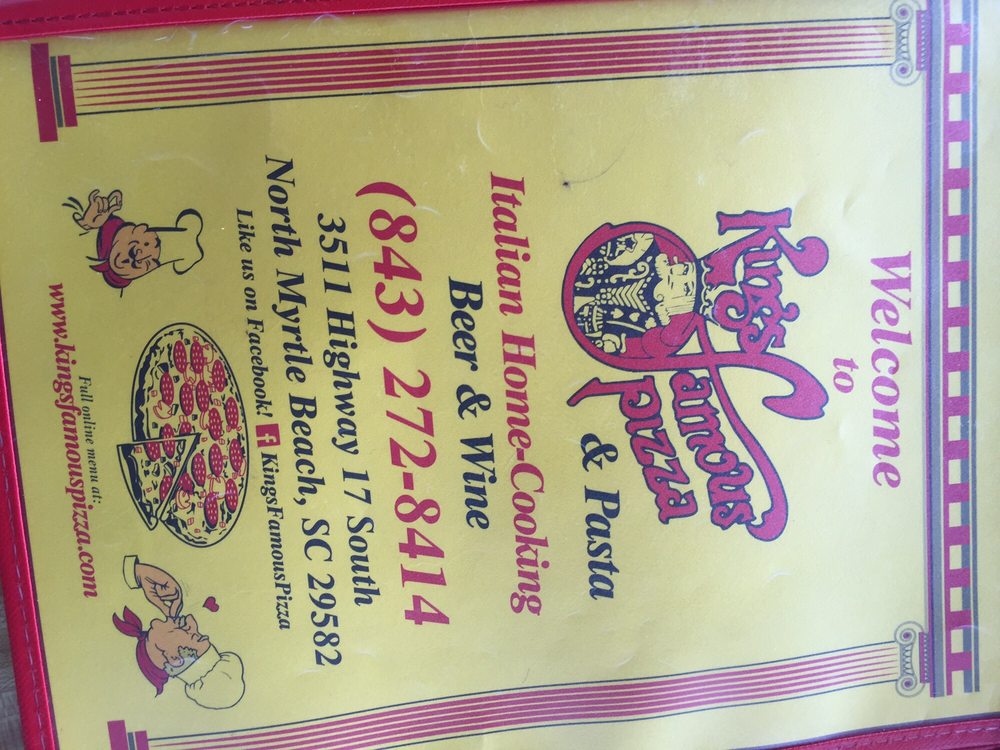 Welcome
to
King's
Famous
Pizza
& Pasta
Italian Home-Cooking
Beer & Wine
(843) 272-8414
3511 Highway 17 South
North Myrtle Beach, SC 29582
Like us on Facebook! f KingsFamousPizza
Full online menu at:
www.kingsfamouspizza.com